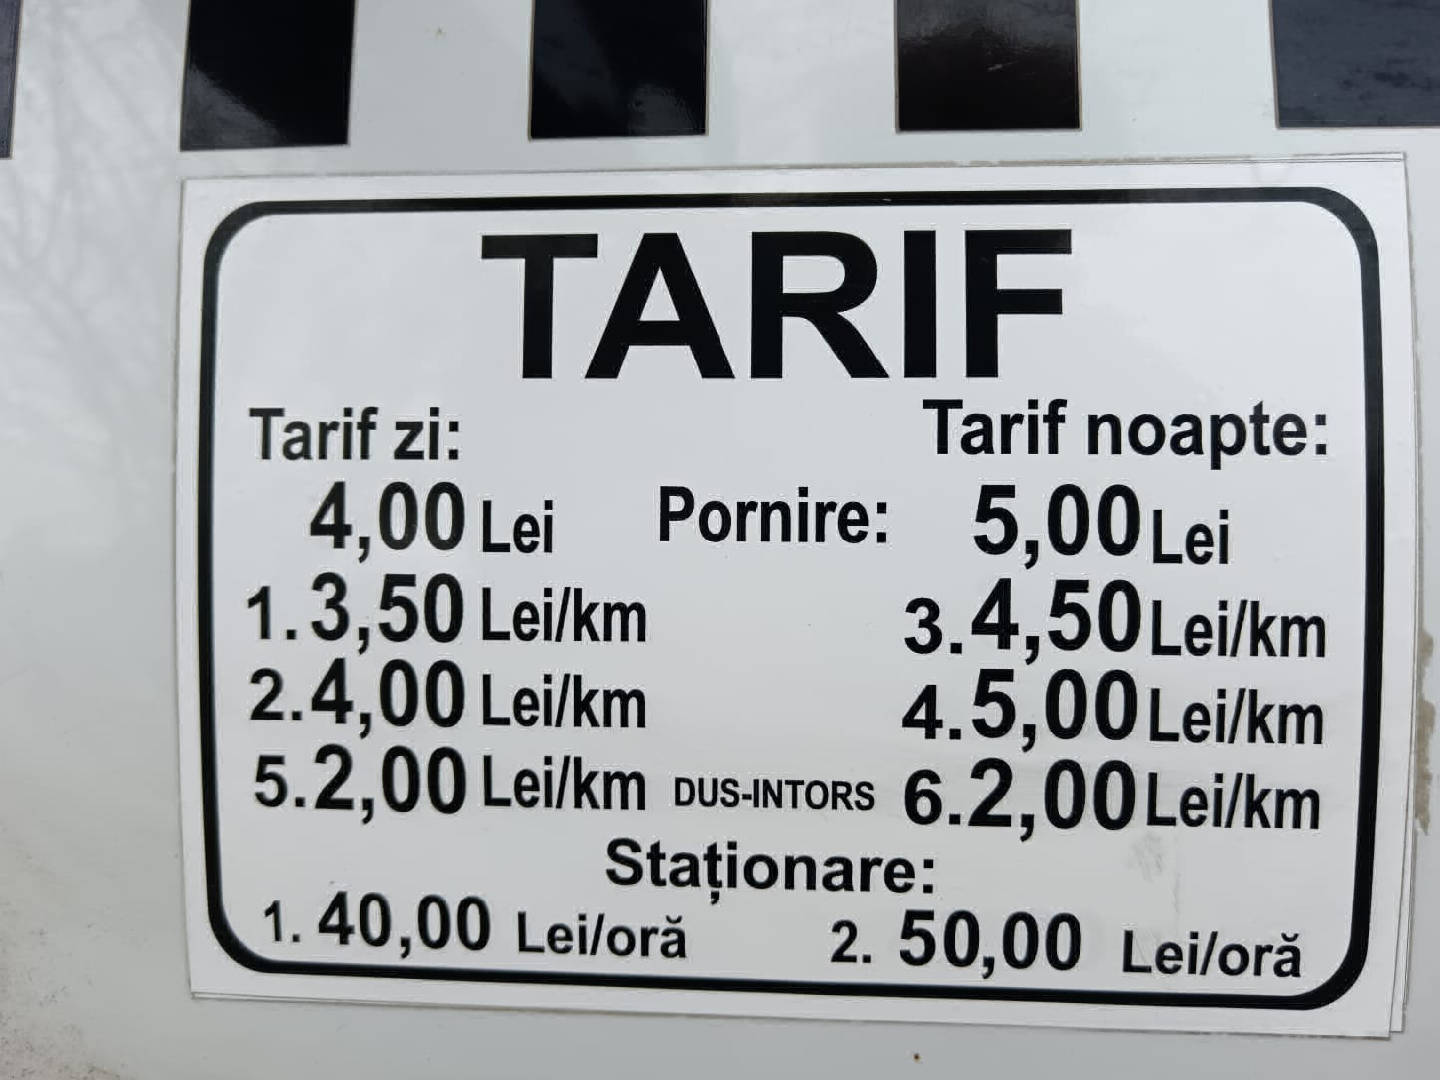 TARIF
Tarif zi: Tarif noapte:
4,00 Lei Pornire: 5,00 Lei
1. 3,50 Lei/km 3. 4,50 Lei/km
2. 4,00 Lei/km 4. 5,00 Lei/km
5. 2,00 Lei/km DUS-INTORS 6. 2,00 Lei/km
Staționare:
1. 40,00 Lei/oră 2. 50,00 Lei/oră